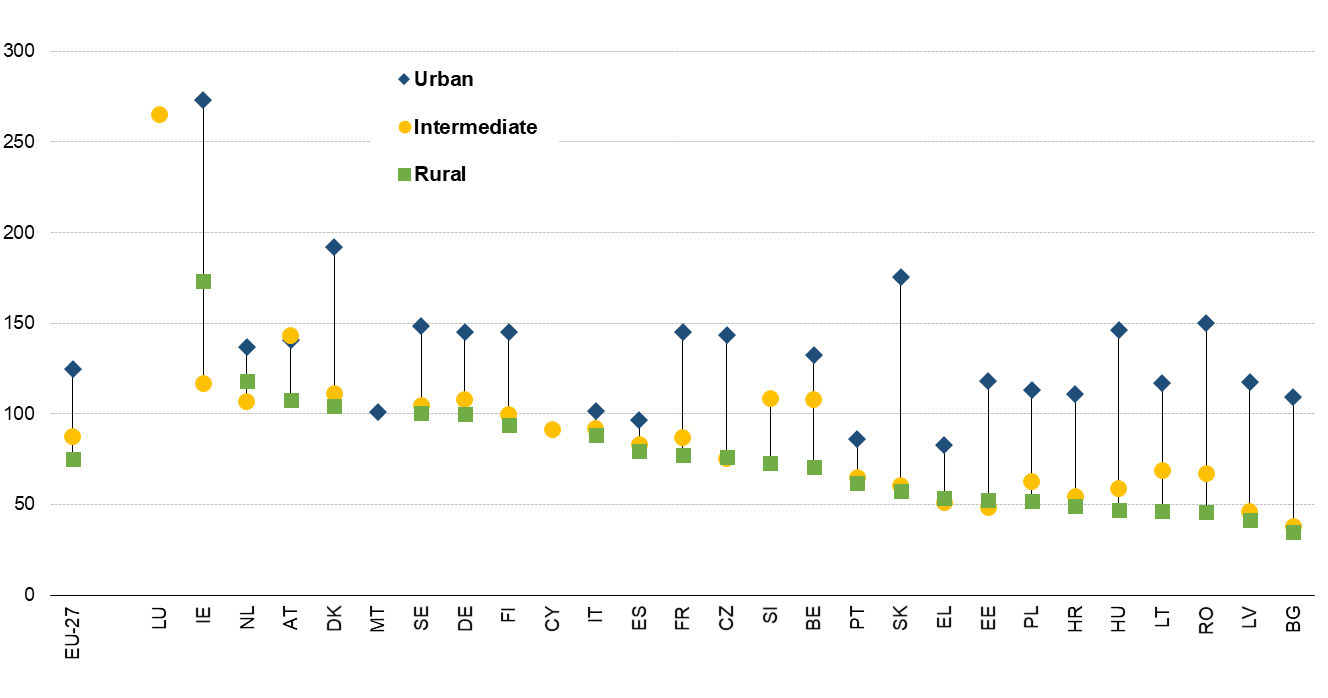 300
250
200
150
100
50
0
Urban
Intermediate
Rural
EU-27
LU
IE
NL
AT
DK
MT
SE
DE
FI
CY
IT
ES
FR
CZ
SI
BE
PT
SK
EL
EE
PL
HR
HU
LT
RO
LV
BG